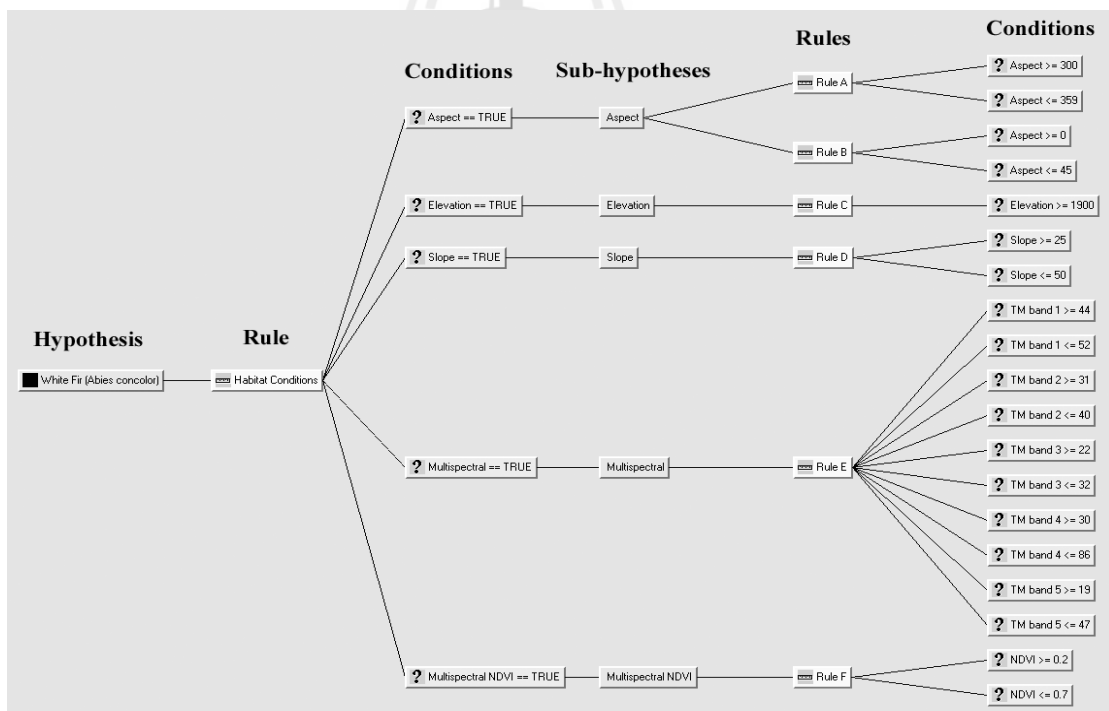 Conditions
Rules
Conditions
Sub-hypotheses
? Aspect >= 300
Rule A
? Aspect <= 359
? Aspect == TRUE
Aspect
? Aspect >= 0
Rule B
? Aspect <= 45
? Elevation == TRUE
Elevation
Rule C
? Elevation >= 1900
? Slope >= 25
? Slope == TRUE
Slope
Rule D
? Slope <= 50
? TM band 1 >= 44
Hypothesis
Rule
? TM band 1 <= 52
White Fir (Abies concolor)
Habitat Conditions
? TM band 2 >= 31
? TM band 2 <= 40
? TM band 3 >= 22
? Multispectral == TRUE
Multispectral
Rule E
? TM band 3 <= 32
? TM band 4 >= 30
? TM band 4 <= 86
? TM band 5 >= 19
? TM band 5 <= 47
? NDVI >= 0.2
? Multispectral NDVI == TRUE
Multispectral NDVI
Rule F
? NDVI <= 0.7